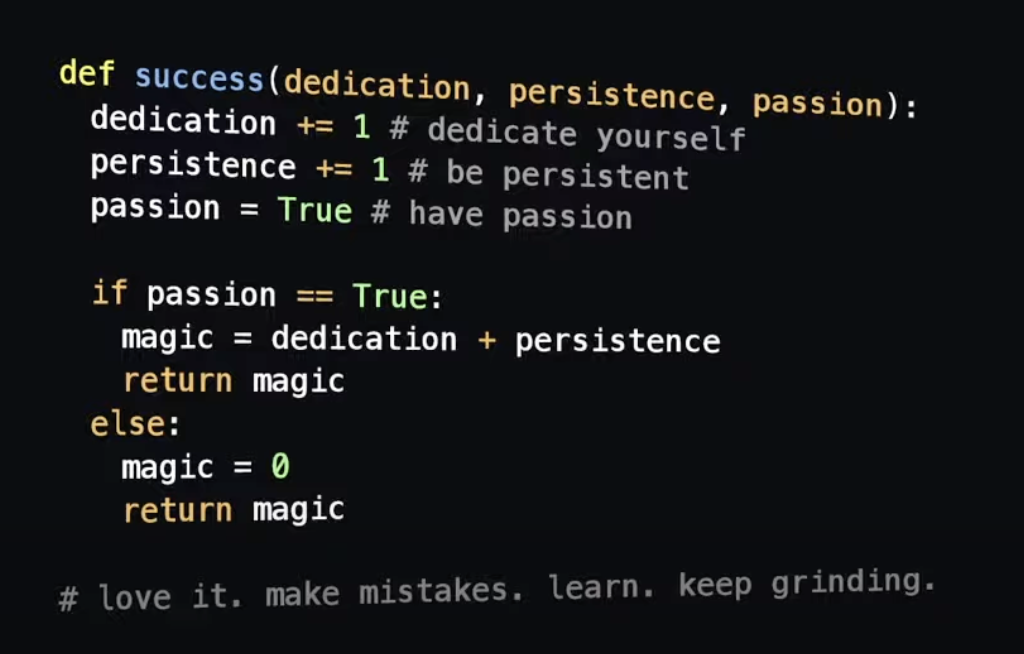 def success(dedication, persistence, passion):
  dedication += 1 # dedicate yourself
  persistence += 1 # be persistent
  passion = True # have passion

  if passion == True:
    magic = dedication + persistence
    return magic
  else:
    magic = 0
    return magic

# love it. make mistakes. learn. keep grinding.